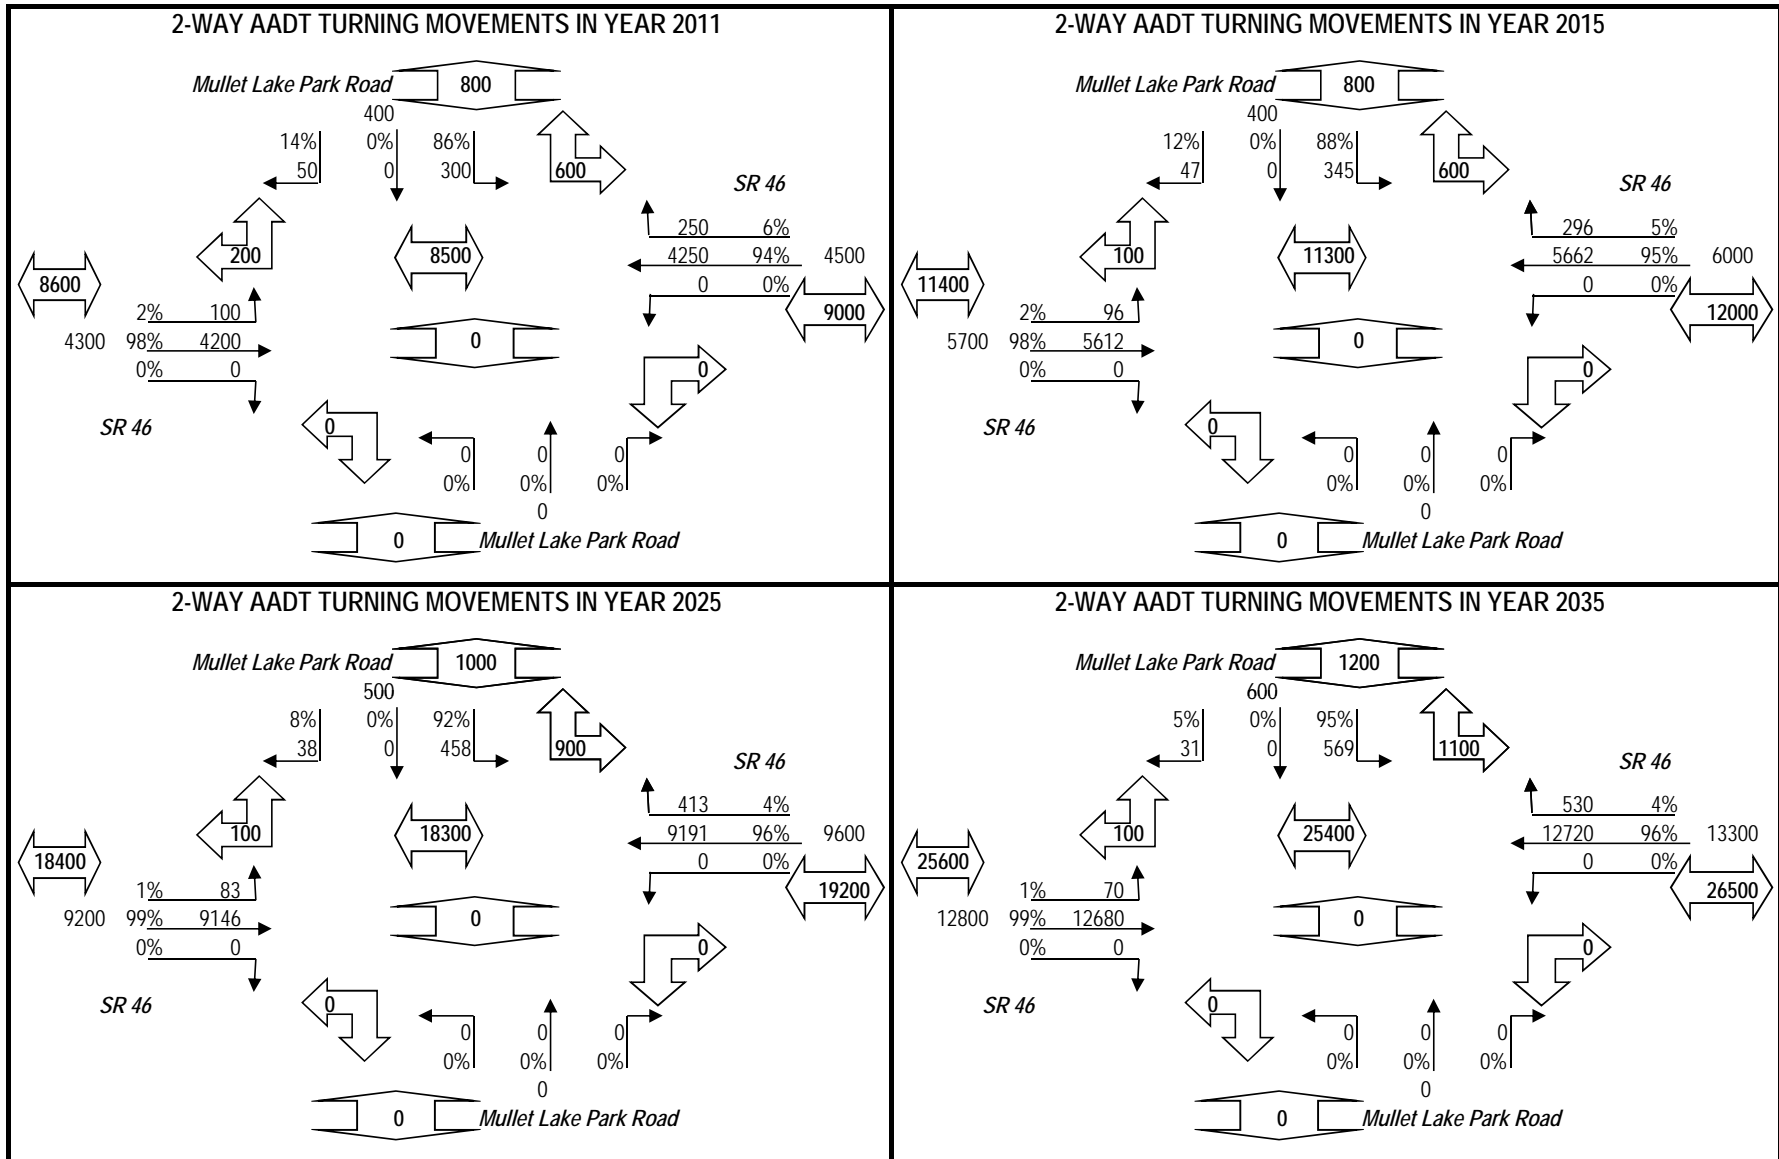 2-WAY AADT TURNING MOVEMENTS IN YEAR 2011
Mullet Lake Park Road 800
400
14% 0% 86%
50 0 300 600
SR 46
250 6%
200 8500 4250 94% 4500
8600 0 0%
2% 100 9000
4300 98% 4200 0
0% 0 0
SR 46 0
0 0 0
0% 0% 0%
0
0 Mullet Lake Park Road
2-WAY AADT TURNING MOVEMENTS IN YEAR 2015
Mullet Lake Park Road 800
400
12% 0% 88%
47 0 345 600
SR 46
296 5%
100 11300 5662 95% 6000
11400 0 0%
2% 96 12000
5700 98% 5612 0
0% 0 0
SR 46 0
0 0 0
0% 0% 0%
0
0 Mullet Lake Park Road
2-WAY AADT TURNING MOVEMENTS IN YEAR 2025
Mullet Lake Park Road 1000
500
8% 0% 92%
38 0 458 900
SR 46
413 4%
100 18300 9191 96% 9600
18400 0 0%
1% 83 19200
9200 99% 9146 0
0% 0 0
SR 46 0
0 0 0
0% 0% 0%
0
0 Mullet Lake Park Road
2-WAY AADT TURNING MOVEMENTS IN YEAR 2035
Mullet Lake Park Road 1200
600
5% 0% 95%
31 0 569 1100
SR 46
530 4%
100 25400 12720 96% 13300
25600 0 0%
1% 70 26500
12800 99% 12680 0
0% 0 0
SR 46 0
0 0 0
0% 0% 0%
0
0 Mullet Lake Park Road